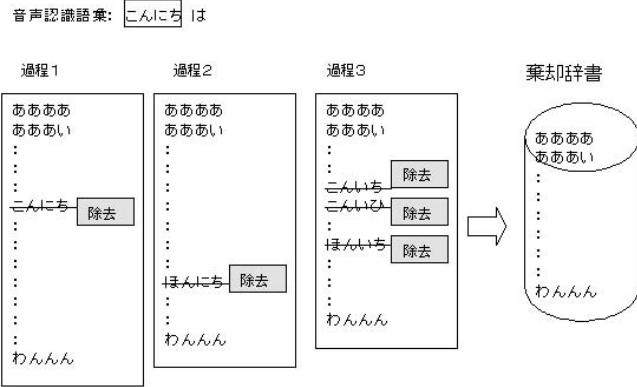 音声認識語彙: こんにち は
過程1
ああああ
あああい
:
:
:
こんにち 除去
:
:
:
:
:
:
わんんん
過程2
ああああ
あああい
:
:
:
:
:
:
ほんにち 除去
:
:
わんんん
過程3
ああああ
あああい
:
:
こんいち 除去
こんいひ 除去
:
ほんいち 除去
:
:
:
わんんん
棄却辞書
ああああ
あああい
:
:
:
:
:
:
わんんん